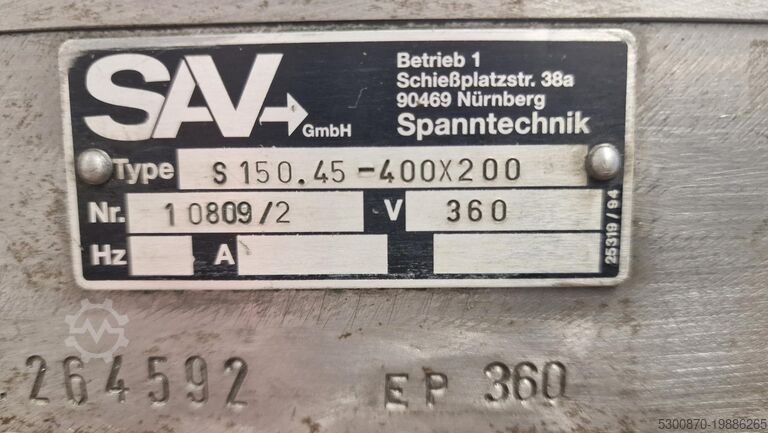 SAV GmbH
Betrieb 1
Schießplatzstr. 38a
90469 Nürnberg
Spanntechnik
Type S 150.45-400X200
Nr. 10809/2 V 360
Hz A
25319/94
.264592 EP 360
5300870-19886265